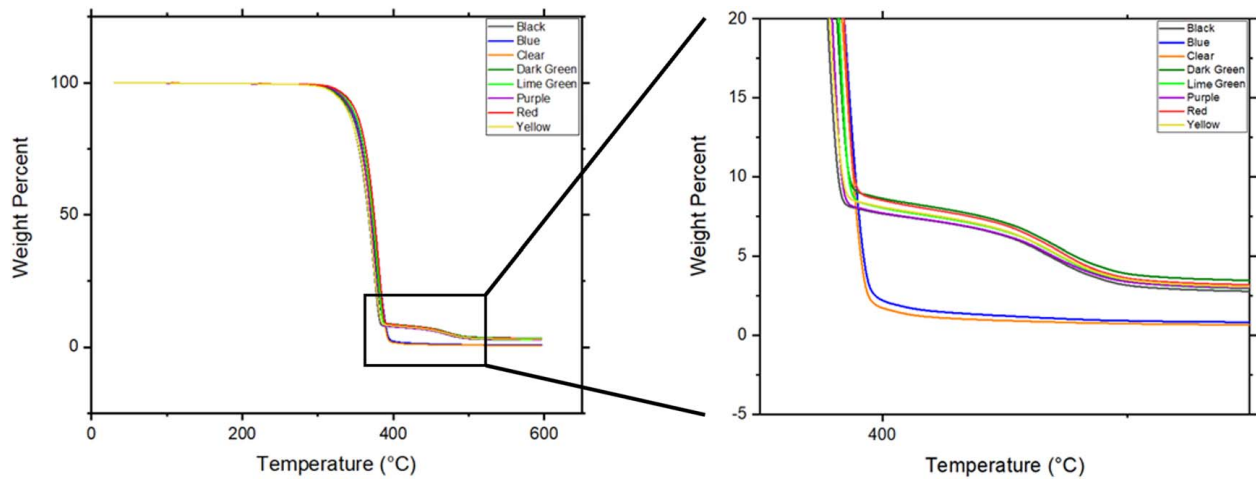 Black
Blue
Clear
Dark Green
Lime Green
Purple
Red
Yellow
100
50
0
Weight Percent
0
200
400
600
Temperature (°C)
20
15
10
5
0
-5
Weight Percent
Black
Blue
Clear
Dark Green
Lime Green
Purple
Red
Yellow
400
Temperature (°C)